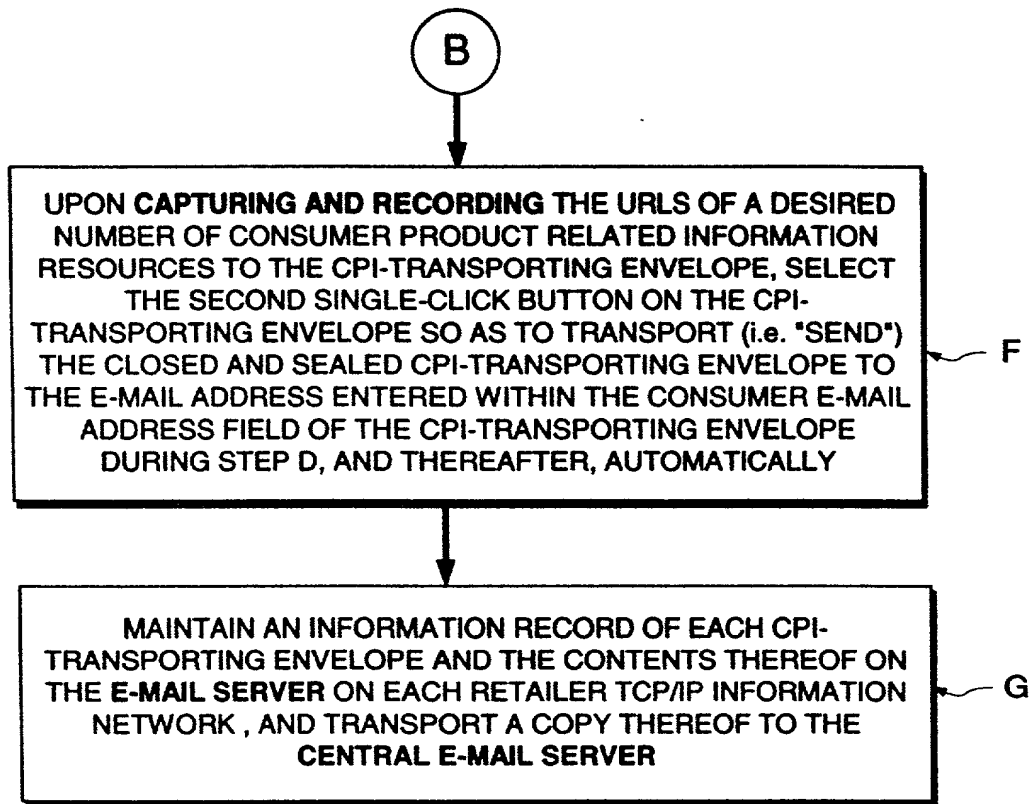 B
UPON CAPTURING AND RECORDING THE URLS OF A DESIRED
NUMBER OF CONSUMER PRODUCT RELATED INFORMATION
RESOURCES TO THE CPI-TRANSPORTING ENVELOPE, SELECT
THE SECOND SINGLE-CLICK BUTTON ON THE CPI-
TRANSPORTING ENVELOPE SO AS TO TRANSPORT (i.e. "SEND")
THE CLOSED AND SEALED CPI-TRANSPORTING ENVELOPE TO
THE E-MAIL ADDRESS ENTERED WITHIN THE CONSUMER E-MAIL
ADDRESS FIELD OF THE CPI-TRANSPORTING ENVELOPE
DURING STEP D, AND THEREAFTER, AUTOMATICALLY
F
MAINTAIN AN INFORMATION RECORD OF EACH CPI-
TRANSPORTING ENVELOPE AND THE CONTENTS THEREOF ON
THE E-MAIL SERVER ON EACH RETAILER TCP/IP INFORMATION
NETWORK , AND TRANSPORT A COPY THEREOF TO THE
CENTRAL E-MAIL SERVER
G